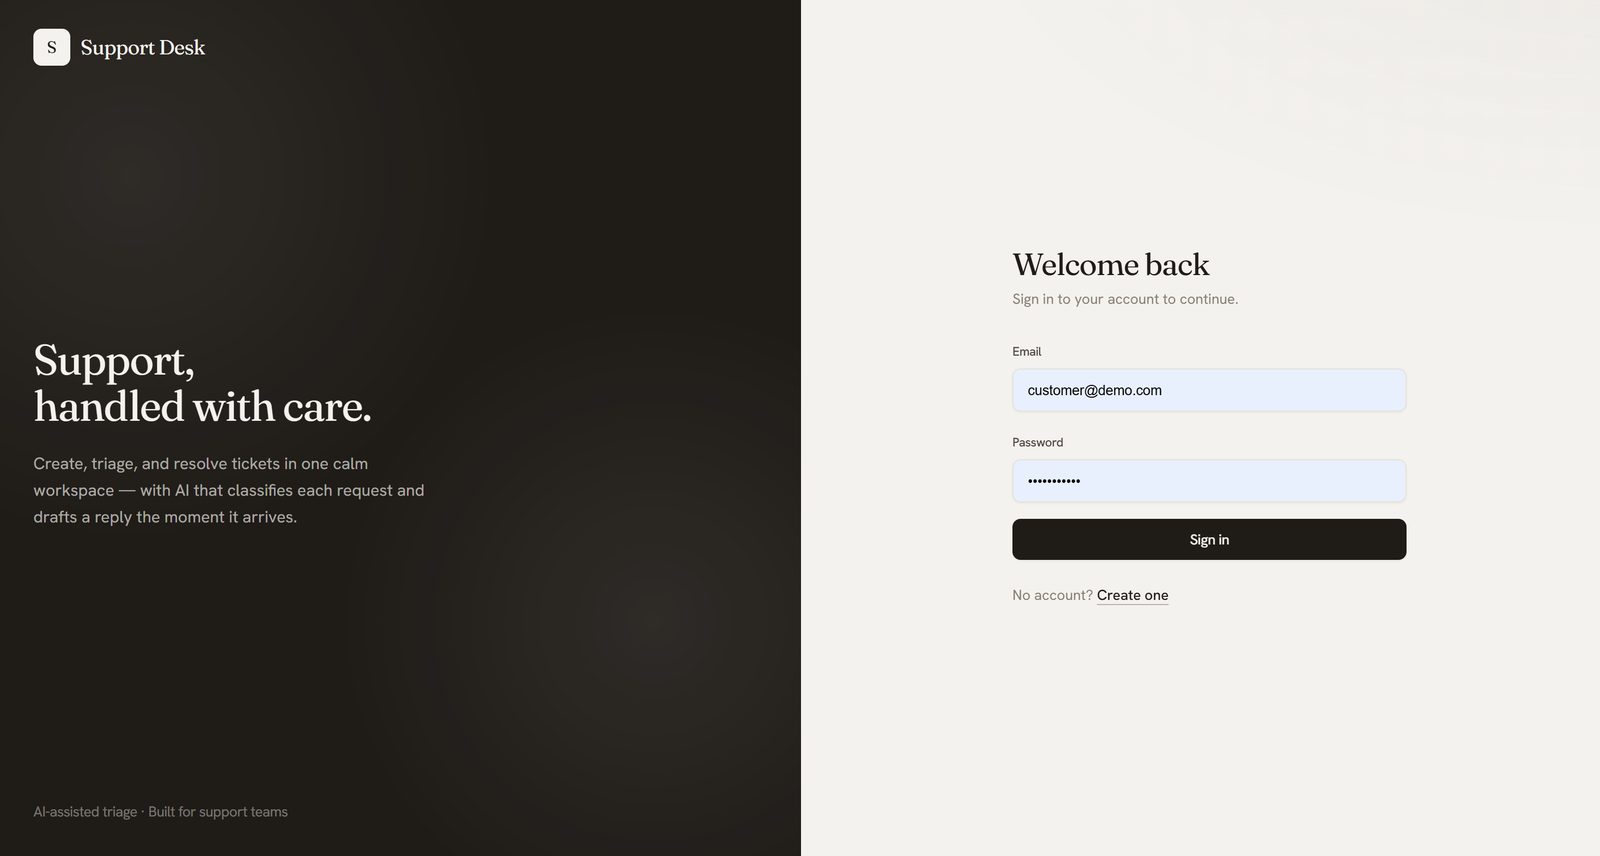 S
Support Desk
Support,
handled with care.
Create, triage, and resolve tickets in one calm
workspace — with AI that classifies each request and
drafts a reply the moment it arrives.
AI-assisted triage · Built for support teams
Welcome back
Sign in to your account to continue.
Email
customer@demo.com
Password
•••••••••••
Sign in
No account? Create one